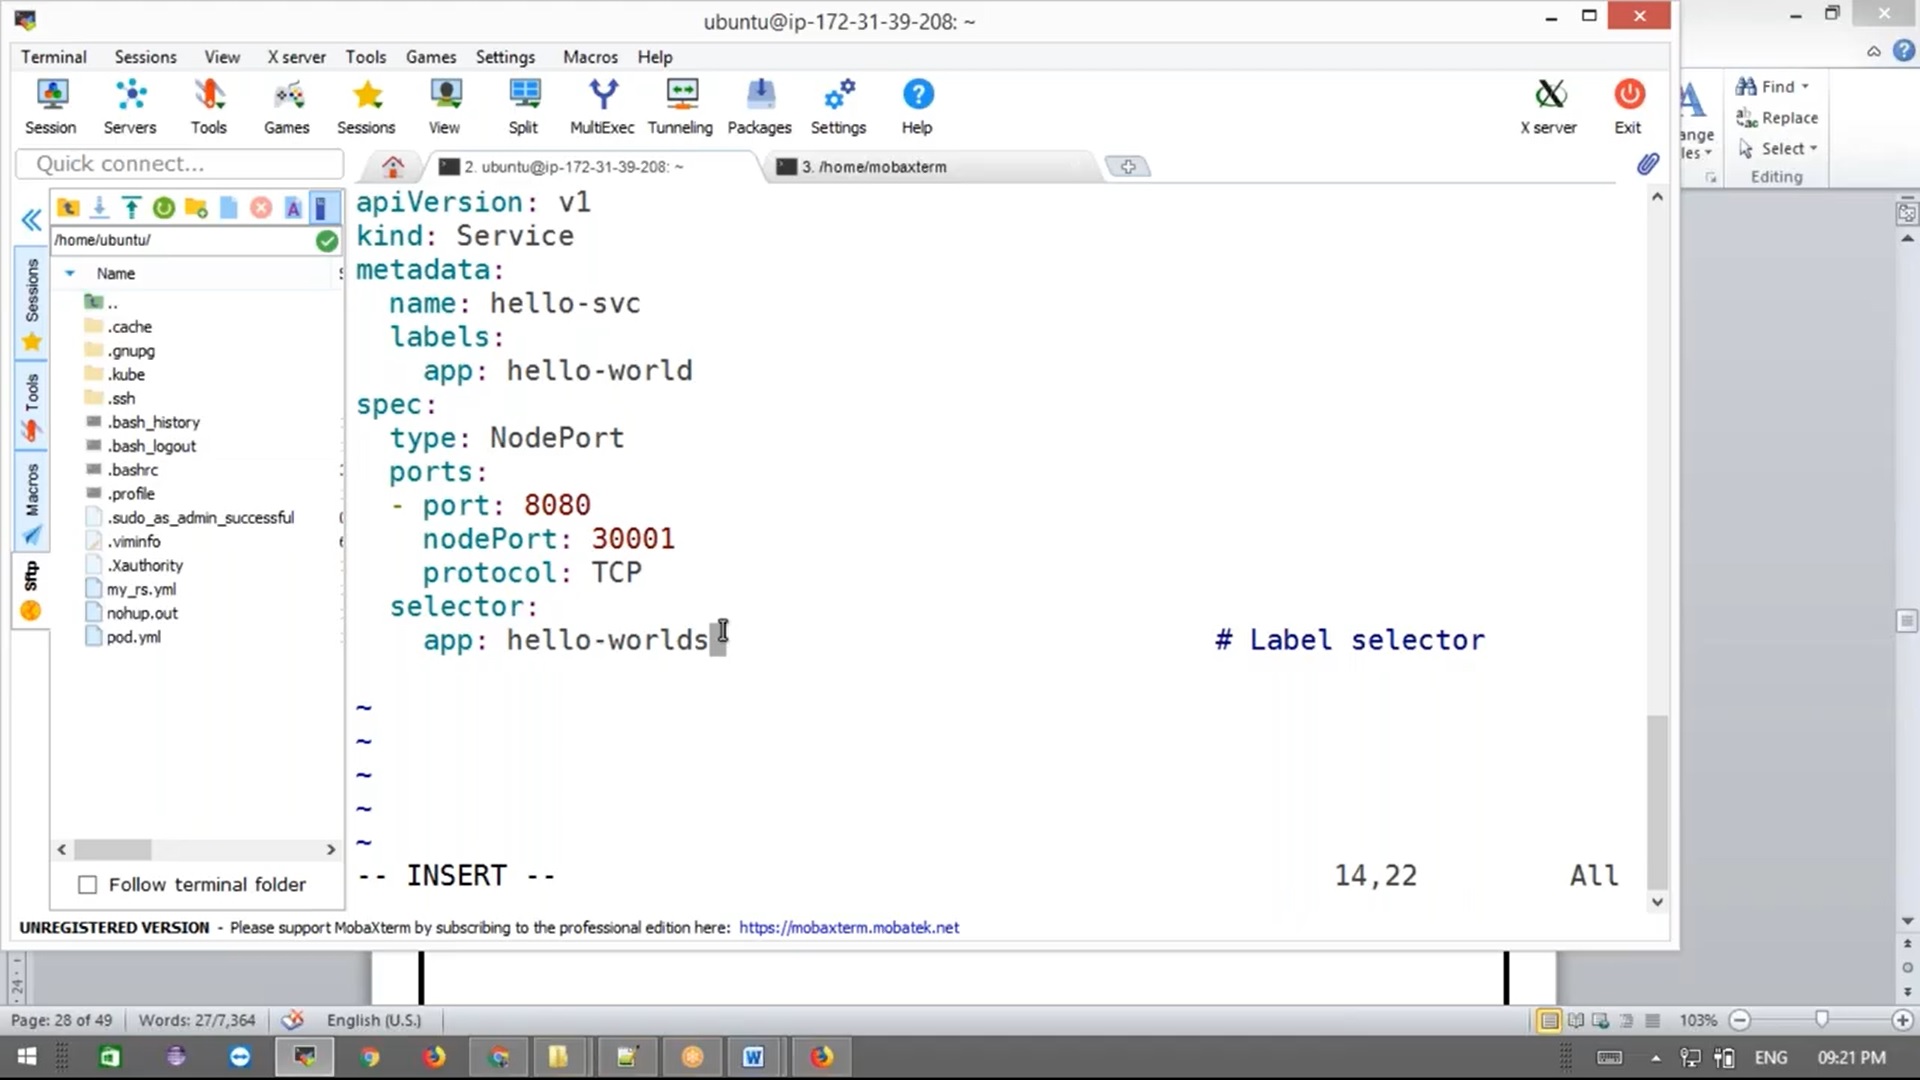 ubuntu@ip-172-31-39-208: ~
Terminal Sessions View X server Tools Games Settings Macros Help
Session Servers Tools Games Sessions View Split MultiExec Tunneling Packages Settings Help X server Exit
Find
Replace
Select
Editing
Quick connect...
2. ubuntu@ip-172-31-39-208: ~
3. /home/mobaxterm
/home/ubuntu/
Name
..
.cache
.gnupg
.kube
.ssh
.bash_history
.bash_logout
.bashrc
.profile
.sudo_as_admin_successful
.viminfo
.Xauthority
my_rs.yml
nohup.out
pod.yml
Sessions
Tools
Macros
Sftp
apiVersion: v1
kind: Service
metadata:
name: hello-svc
labels:
app: hello-world
spec:
type: NodePort
ports:
- port: 8080
nodePort: 30001
protocol: TCP
selector:
app: hello-worlds # Label selector
~
~
~
~
~
-- INSERT -- 14,22 All
Follow terminal folder
UNREGISTERED VERSION - Please support MobaXterm by subscribing to the professional edition here: https://mobaxterm.mobatek.net
Page: 28 of 49 Words: 27/7,364 English (U.S.) 103%
ENG 09:21 PM